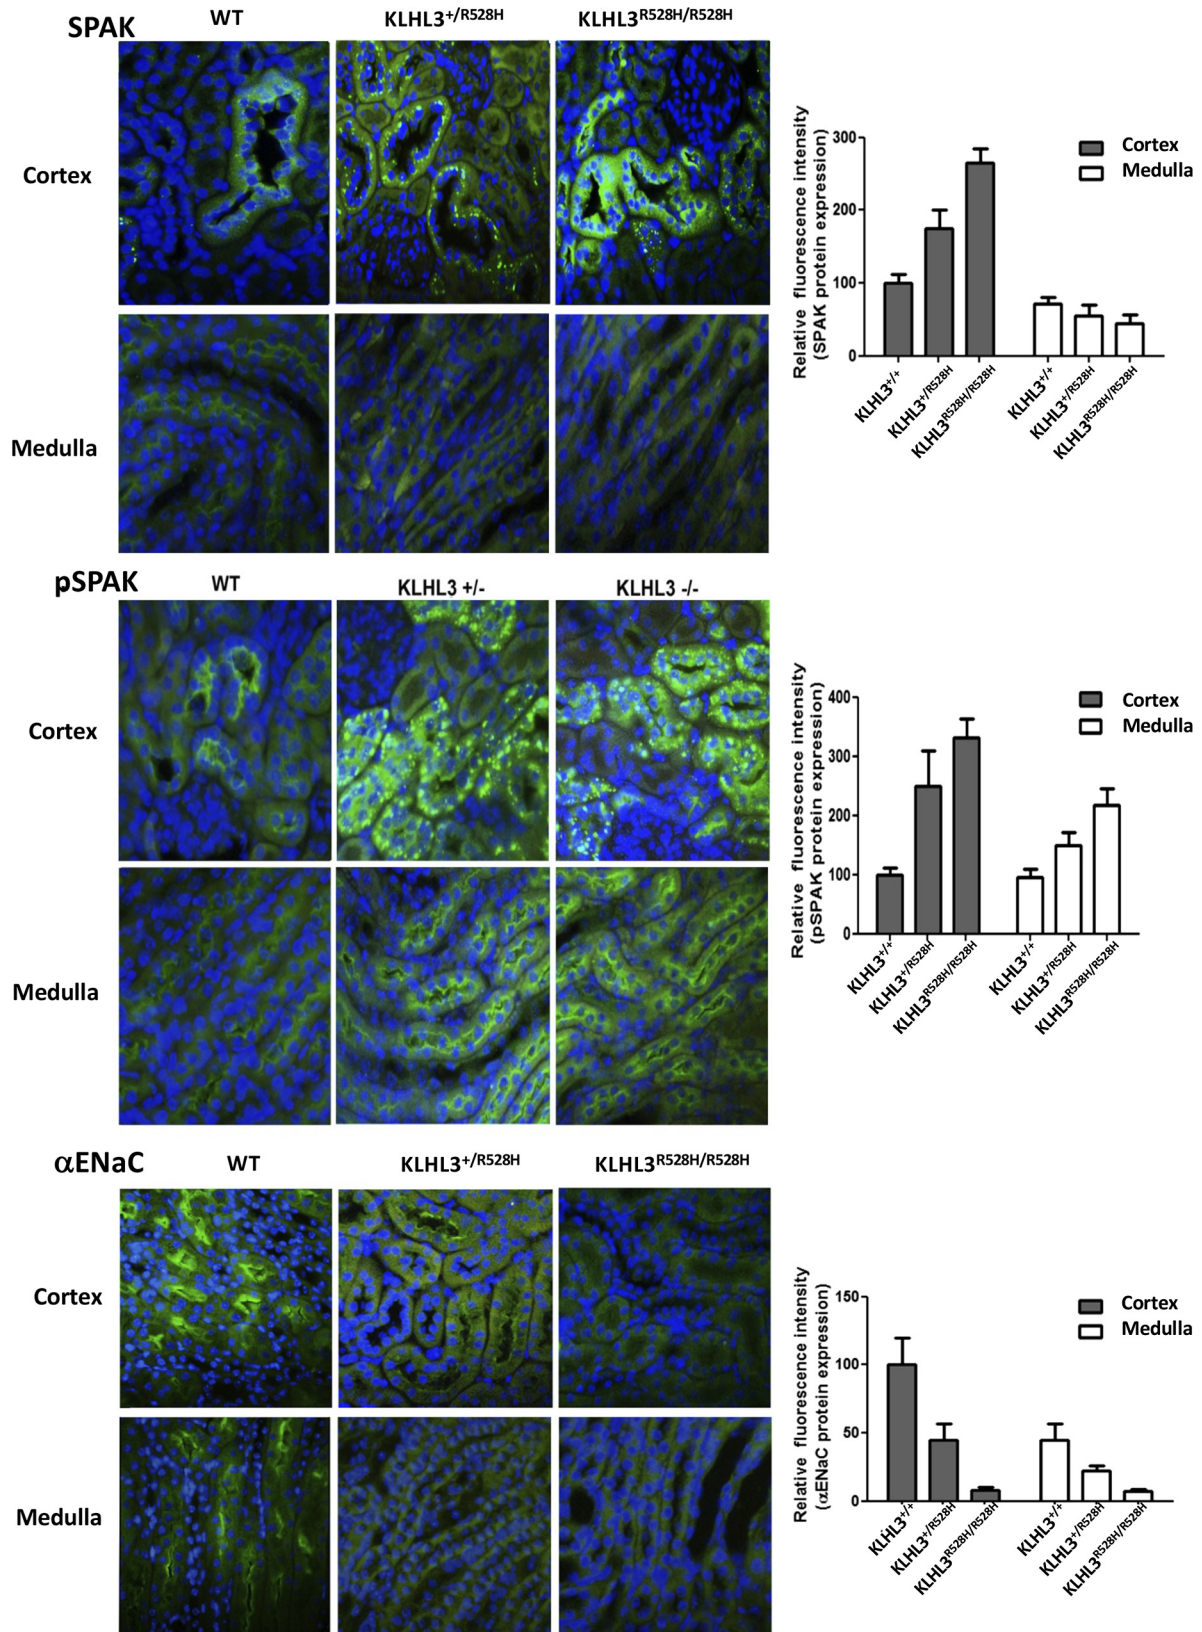 SPAK
WT
KLHL3+/R528H
KLHL3R528H/R528H
Cortex
Medulla
Relative fluorescence intensity
(SPAK protein expression)
300
200
100
0
Cortex
Medulla
KLHL3+/+
KLHL3+/R528H
KLHL3R528H/R528H
KLHL3+/+
KLHL3+/R528H
KLHL3R528H/R528H
pSPAK
WT
KLHL3 +/-
KLHL3 -/-
Cortex
Medulla
Relative fluorescence intensity
(pSPAK protein expression)
400
300
200
100
0
Cortex
Medulla
KLHL3+/+
KLHL3+/R528H
KLHL3R528H/R528H
KLHL3+/+
KLHL3+/R528H
KLHL3R528H/R528H
αENaC
WT
KLHL3+/R528H
KLHL3R528H/R528H
Cortex
Medulla
Relative fluorescence intensity
(αENaC protein expression)
150
100
50
0
Cortex
Medulla
KLHL3+/+
KLHL3+/R528H
KLHL3R528H/R528H
KLHL3+/+
KLHL3+/R528H
KLHL3R528H/R528H